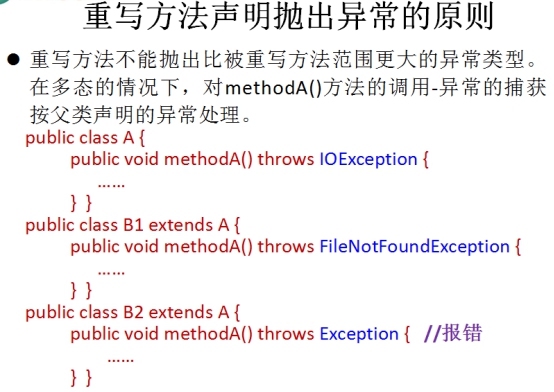 重写方法声明抛出异常的原则
● 重写方法不能抛出比被重写方法范围更大的异常类型。
在多态的情况下，对methodA()方法的调用-异常的捕获
按父类声明的异常处理。
public class A {
public void methodA() throws IOException {
……
} }
public class B1 extends A {
public void methodA() throws FileNotFoundException {
……
} }
public class B2 extends A {
public void methodA() throws Exception { //报错
……
} }